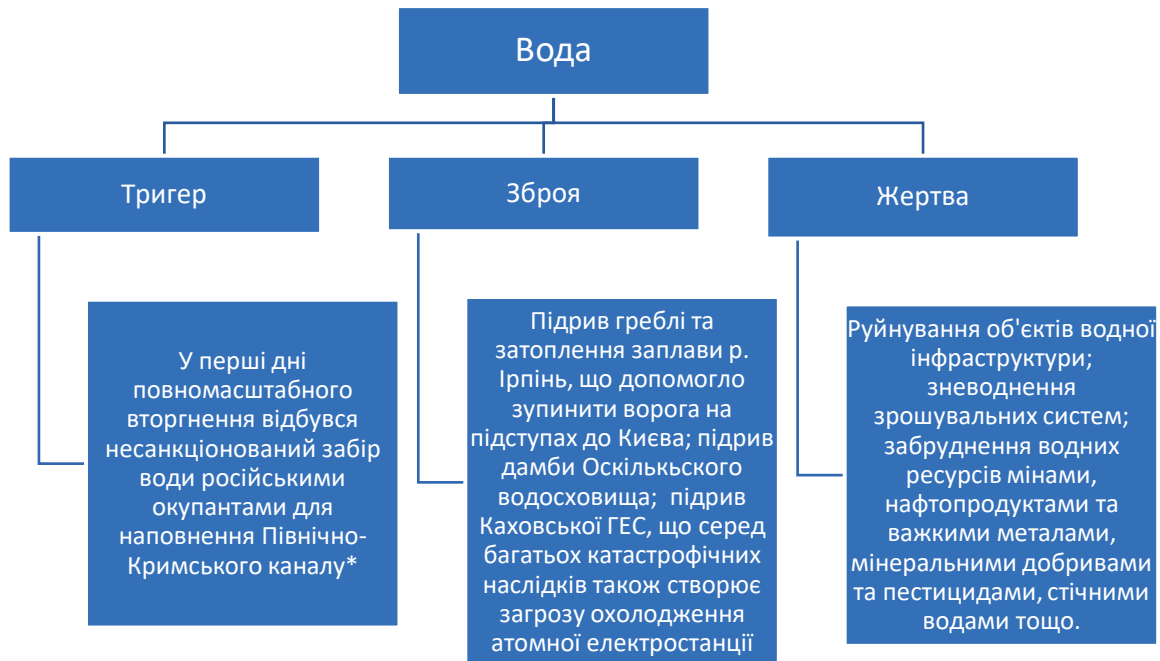 Вода
Тригер
Зброя
Жертва
У перші дні
повномасштабного
вторгнення відбувся
несанкціонований забір
води російськими
окупантами для
наповнення Північно-
Кримського каналу*
Підрив греблі та
затоплення заплави р.
Ірпінь, що допомогло
зупинити ворога на
підступах до Києва; підрив
дамби Оскількьского
водосховища; підрив
Каховської ГЕС, що серед
багатьох катастрофічних
наслідків також створює
загрозу охолодження
атомної електростанції
Руйнування об'єктів водної
інфраструктури;
зневоднення
зрошувальних систем;
забруднення водних
ресурсів мінами,
нафтопродуктами та
важкими металами,
мінеральними добривами
та пестицидами, стічними
водами тощо.